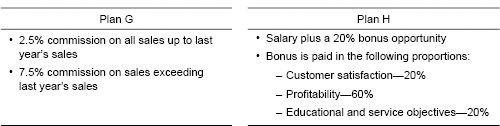 Plan G
• 2.5% commission on all sales up to last
year's sales
• 7.5% commission on sales exceeding
last year's sales
Plan H
• Salary plus a 20% bonus opportunity
• Bonus is paid in the following proportions:
– Customer satisfaction—20%
– Profitability—60%
– Educational and service objectives—20%